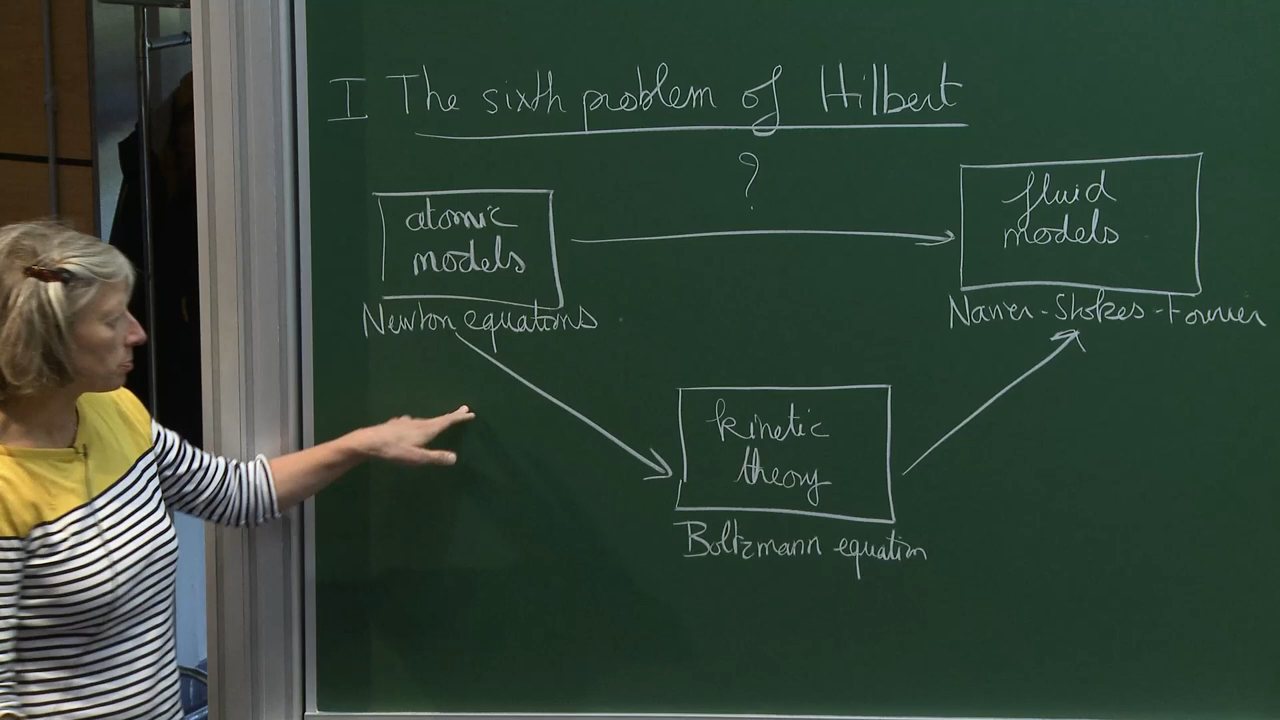 I The sixth problem of Hilbert
?
atomic
models
Newton equations
fluid
models
Navier-Stokes-Fourier
kinetic
theory
Boltzmann equation